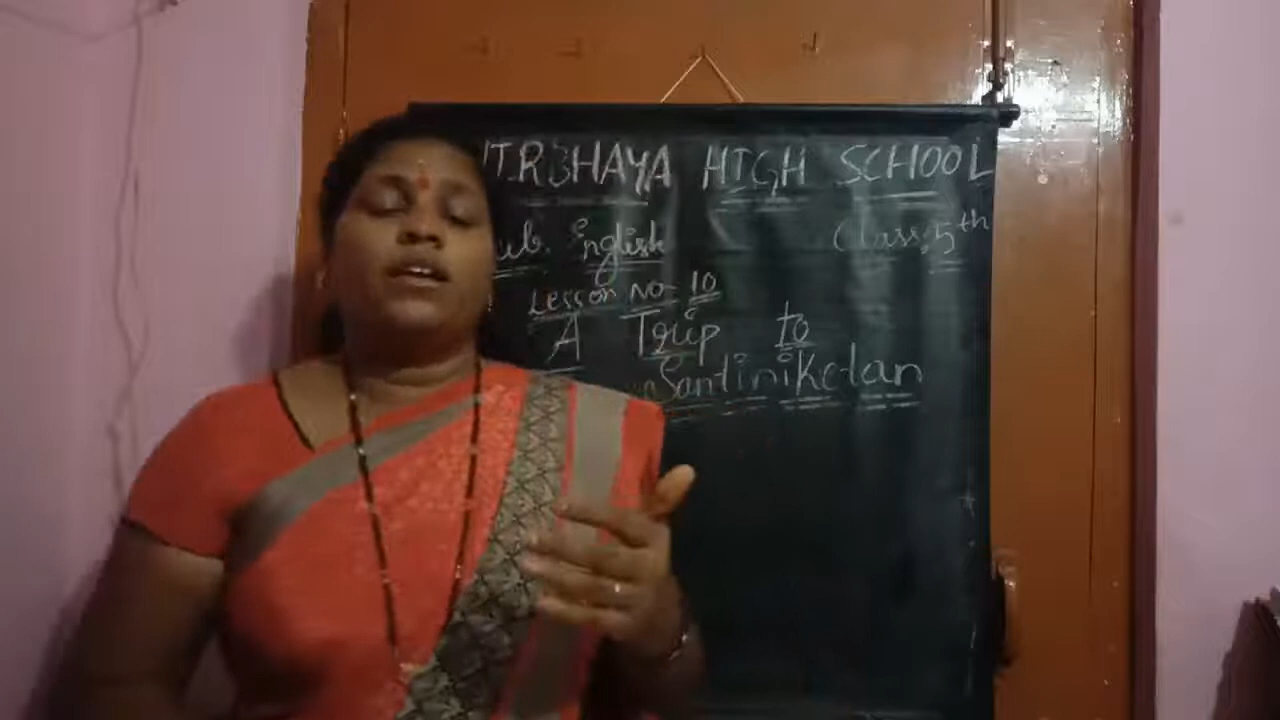 HIGH SCHOOL
English Class: 5th
Lesson No- 10
A Trip to
Santiniketan